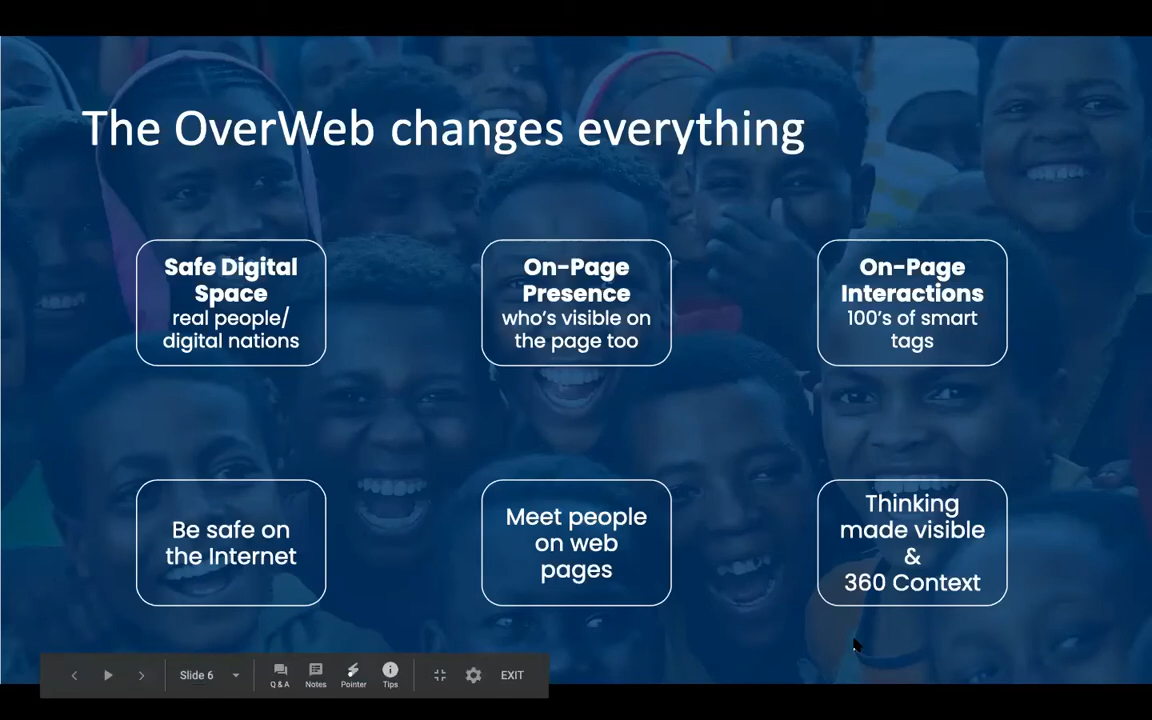 The OverWeb changes everything
Safe Digital
Space
real people/
digital nations
On-Page
Presence
who's visible on
the page too
On-Page
Interactions
100's of smart
tags
Be safe on
the Internet
Meet people
on web
pages
Thinking
made visible
&
360 Context
Slide 6
Q & A
Notes
Pointer
Tips
EXIT